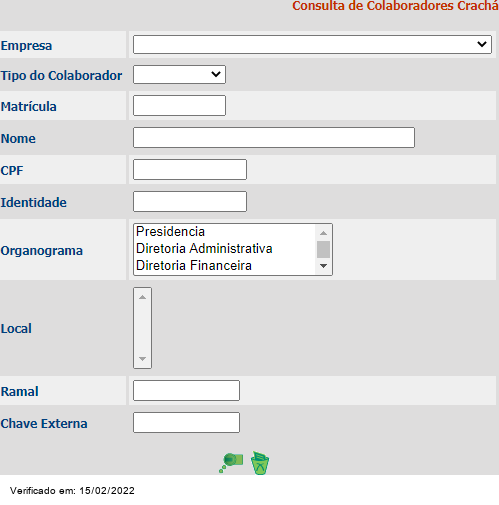 Consulta de Colaboradores Crachá
Empresa
Tipo do Colaborador
Matrícula
Nome
CPF
Identidade
Organograma
Presidencia
Diretoria Administrativa
Diretoria Financeira
Local
Ramal
Chave Externa
Verificado em: 15/02/2022